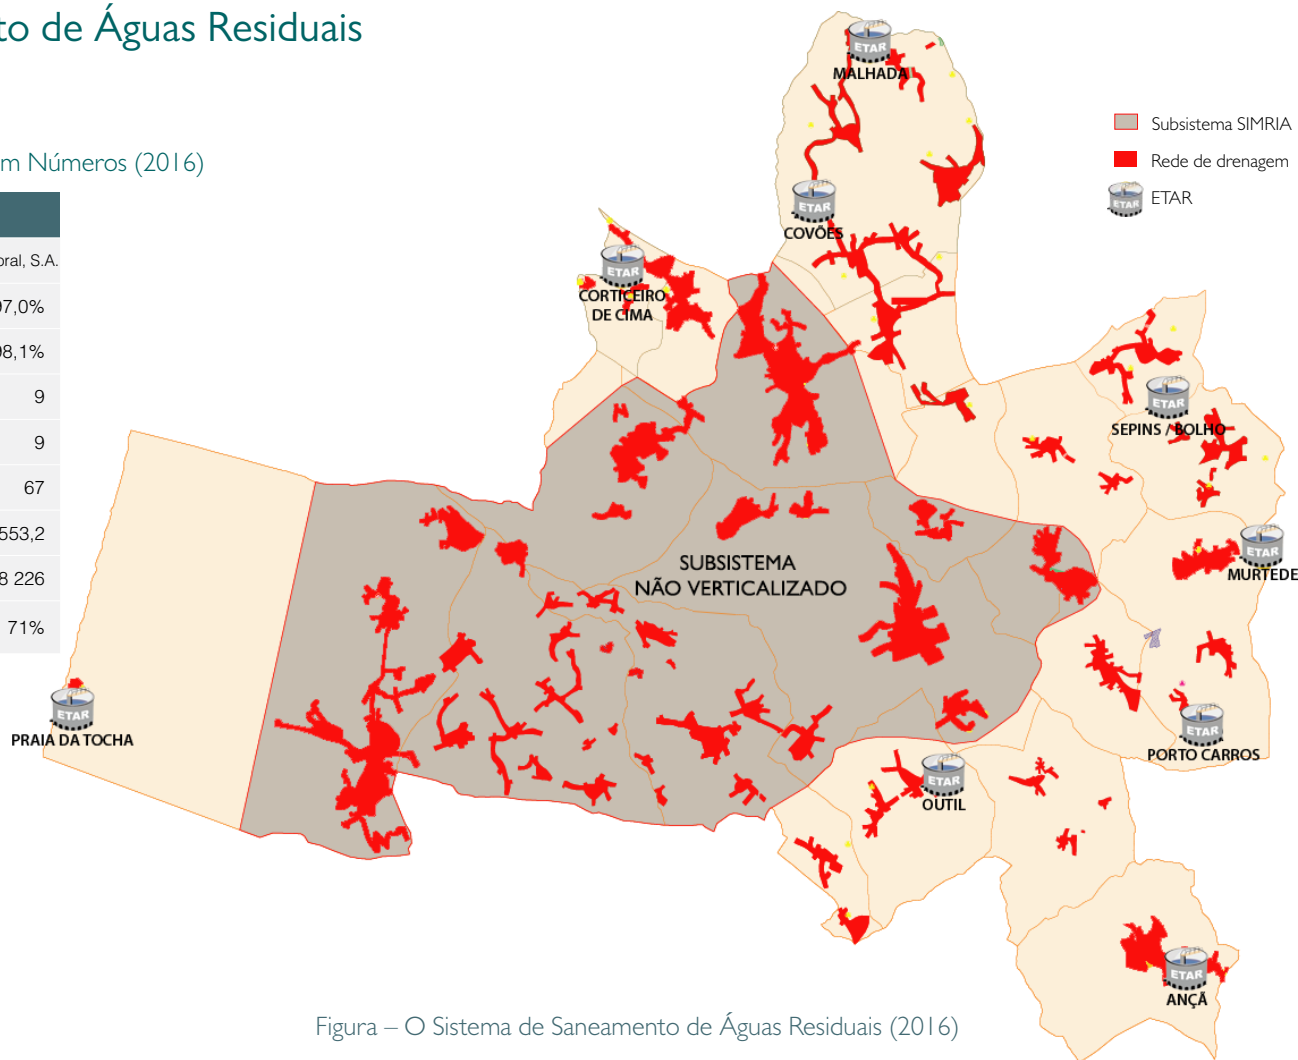 to de Águas Residuais
m Números (2016)
oral, S.A.
97,0%
98,1%
9
9
67
553,2
8 226
71%
Subsistema SIMRIA
Rede de drenagem
ETAR
ETAR
ETAR
MALHADA
ETAR
COVÕES
ETAR
CORTICEIRO
DE CIMA
ETAR
SEPINS / BOLHO
ETAR
MURTEDE
SUBSISTEMA
NÃO VERTICALIZADO
ETAR
PRAIA DA TOCHA
ETAR
PORTO CARROS
ETAR
OUTIL
ETAR
ANÇÃ
Figura – O Sistema de Saneamento de Águas Residuais (2016)